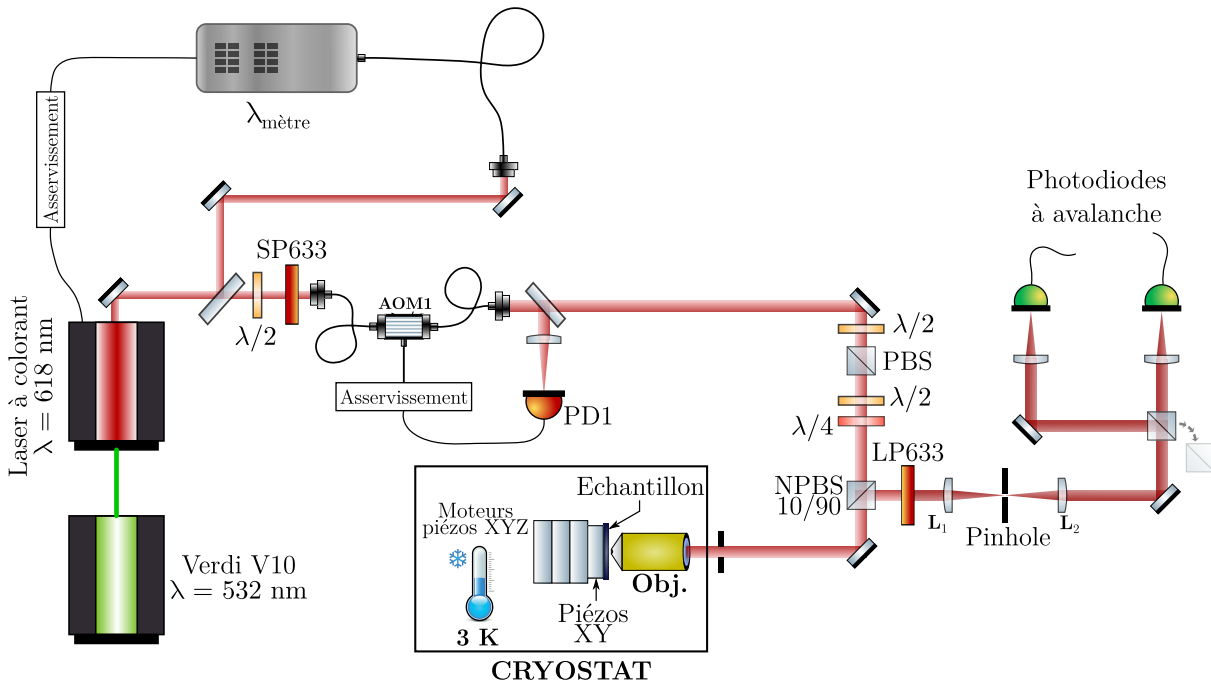 λmètre
Asservissement
Photodiodes
à avalanche
SP633
λ/2
AOM1
Laser à colorant
λ = 618 nm
Asservissement
PD1
λ/2
PBS
λ/2
λ/4
LP633
NPBS
10/90
L1
L2
Pinhole
Echantillon
Moteurs
piézos XYZ
Obj.
Piézos
XY
3 K
CRYOSTAT
Verdi V10
λ = 532 nm